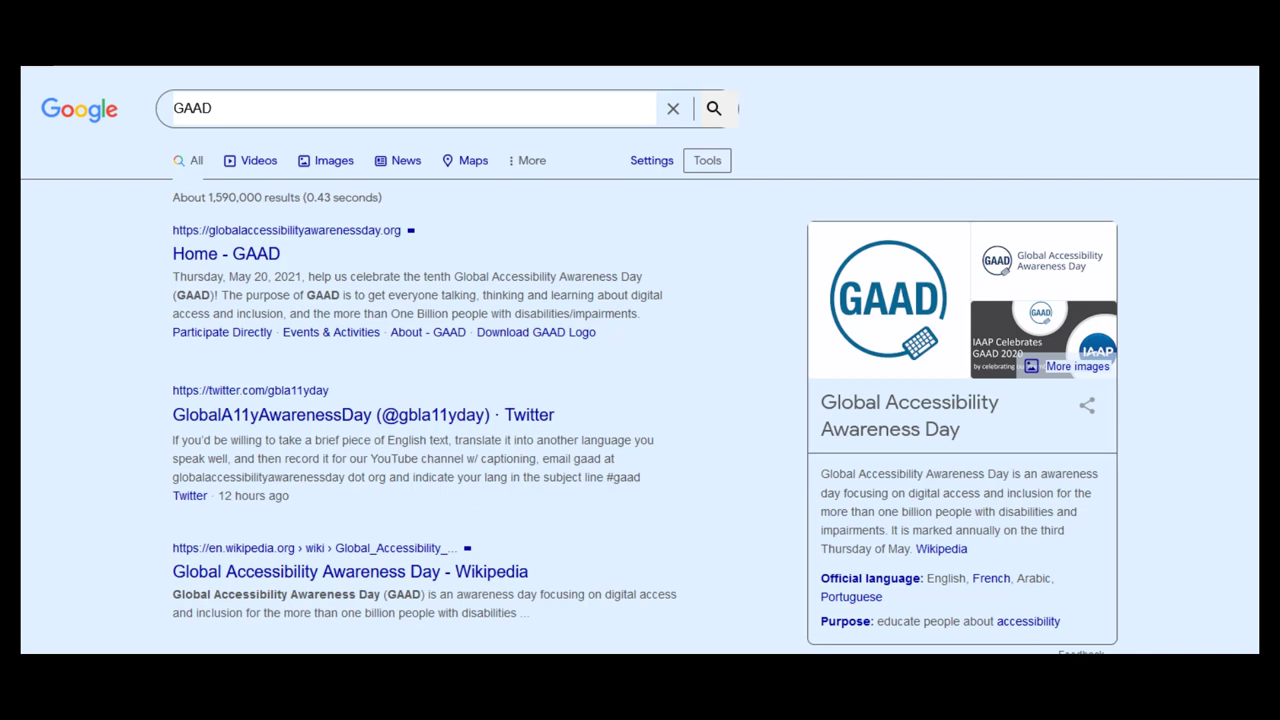 Google
GAAD
All
Videos
Images
News
Maps
More
Settings
Tools
About 1,590,000 results (0.43 seconds)
https://globalaccessibilityawarenessday.org
Home - GAAD
Thursday, May 20, 2021, help us celebrate the tenth Global Accessibility Awareness Day
(GAAD)! The purpose of GAAD is to get everyone talking, thinking and learning about digital
access and inclusion, and the more than One Billion people with disabilities/impairments.
Participate Directly · Events & Activities · About - GAAD · Download GAAD Logo
https://twitter.com/gbla11yday
GlobalA11yAwarenessDay (@gbla11yday) · Twitter
If you'd be willing to take a brief piece of English text, translate it into another language you
speak well, and then record it for our YouTube channel w/ captioning, email gaad at
globalaccessibilityawarenessday dot org and indicate your lang in the subject line #gaad
Twitter · 12 hours ago
https://en.wikipedia.org › wiki › Global_Accessibility_...
Global Accessibility Awareness Day - Wikipedia
Global Accessibility Awareness Day (GAAD) is an awareness day focusing on digital access
and inclusion for the more than one billion people with disabilities ...
GAAD
GAAD
Global Accessibility
Awareness Day
GAAD
IAAP Celebrates
GAAD 2020
by celebrating
IAAP
More images
Global Accessibility
Awareness Day
Global Accessibility Awareness Day is an awareness
day focusing on digital access and inclusion for the
more than one billion people with disabilities and
impairments. It is marked annually on the third
Thursday of May. Wikipedia
Official language: English, French, Arabic,
Portuguese
Purpose: educate people about accessibility
Feedback